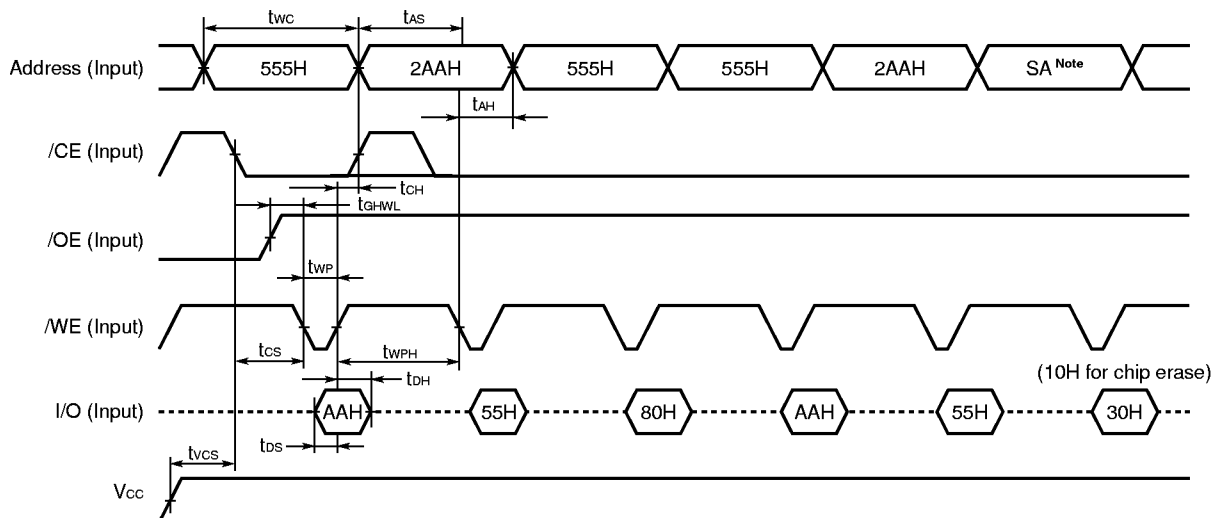 tWC tAS
Address (Input) 555H 2AAH 555H 555H 2AAH SA Note
tAH
/CE (Input)
tCH
tGHWL
/OE (Input)
tWP
/WE (Input)
tCS tWPH
tDH (10H for chip erase)
I/O (Input) AAH 55H 80H AAH 55H 30H
tDS
tVCS
VCC